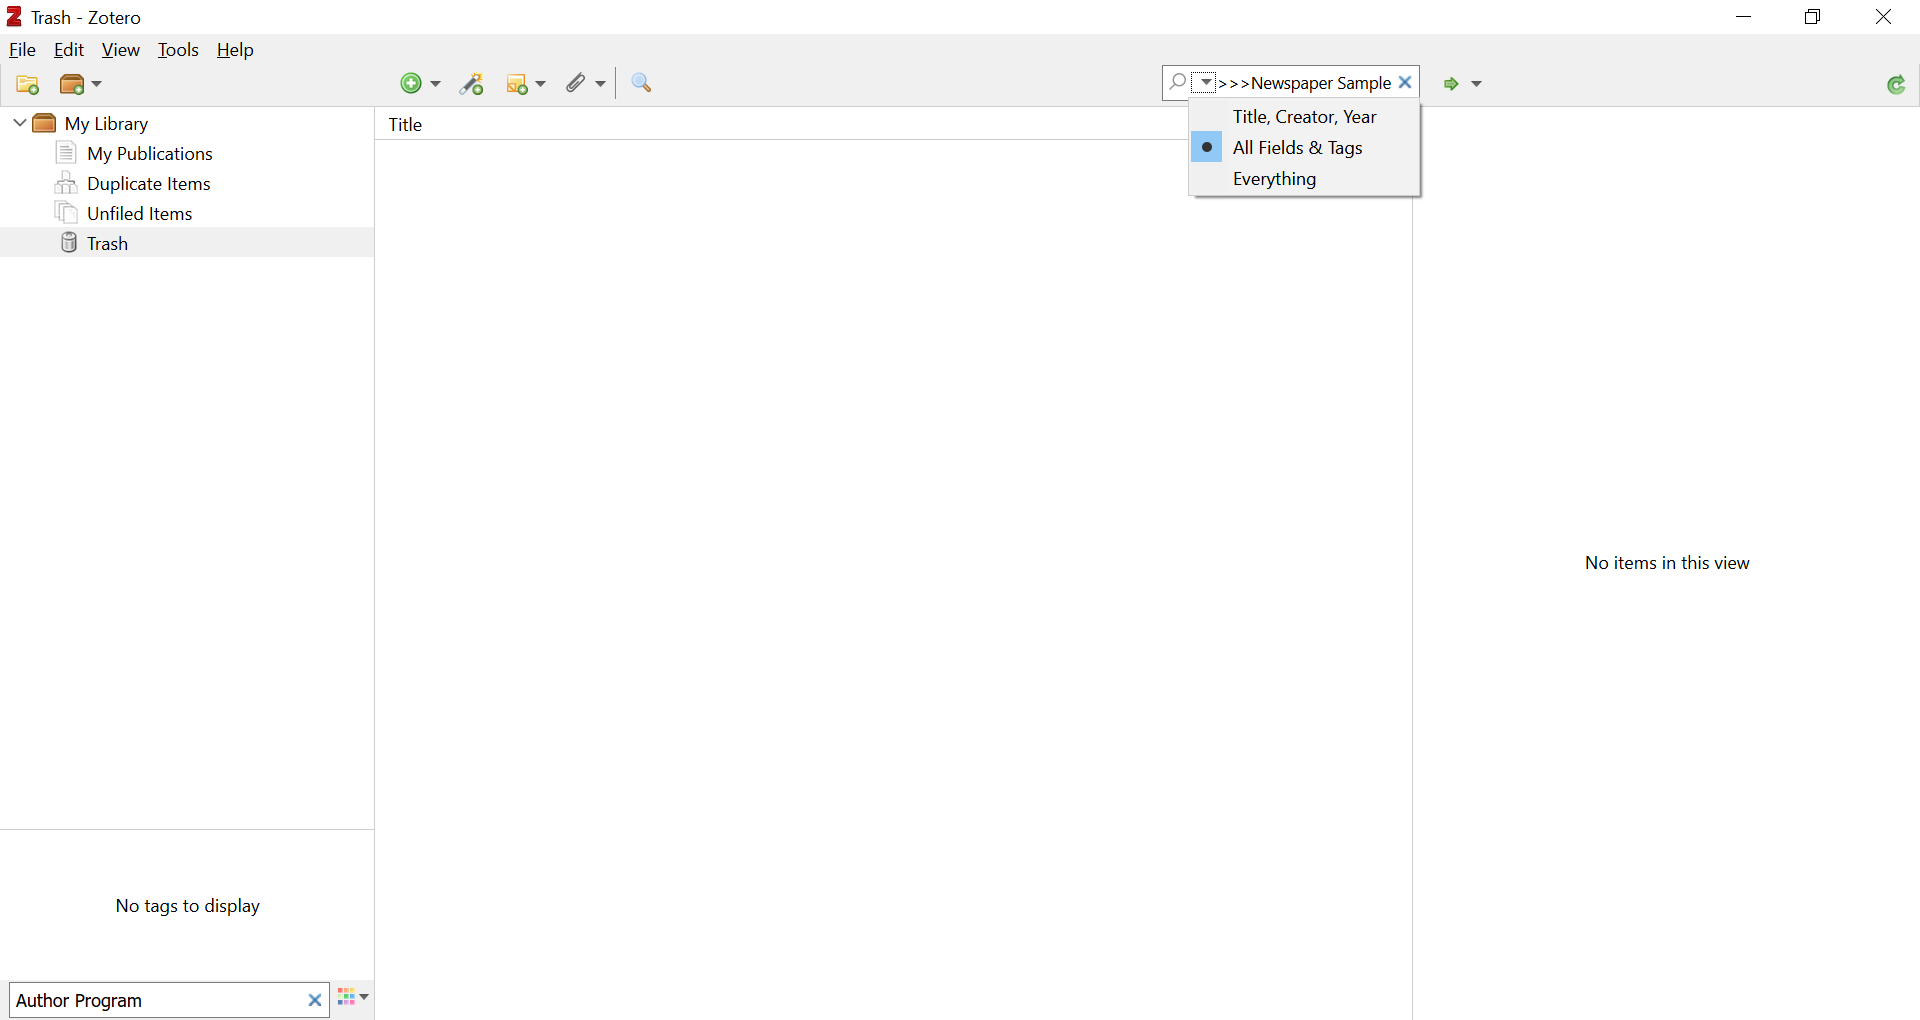 Trash - Zotero
File Edit View Tools Help
>>>Newspaper Sample
Title, Creator, Year
All Fields & Tags
Everything
My Library
My Publications
Duplicate Items
Unfiled Items
Trash
Title
No items in this view
No tags to display
Author Program